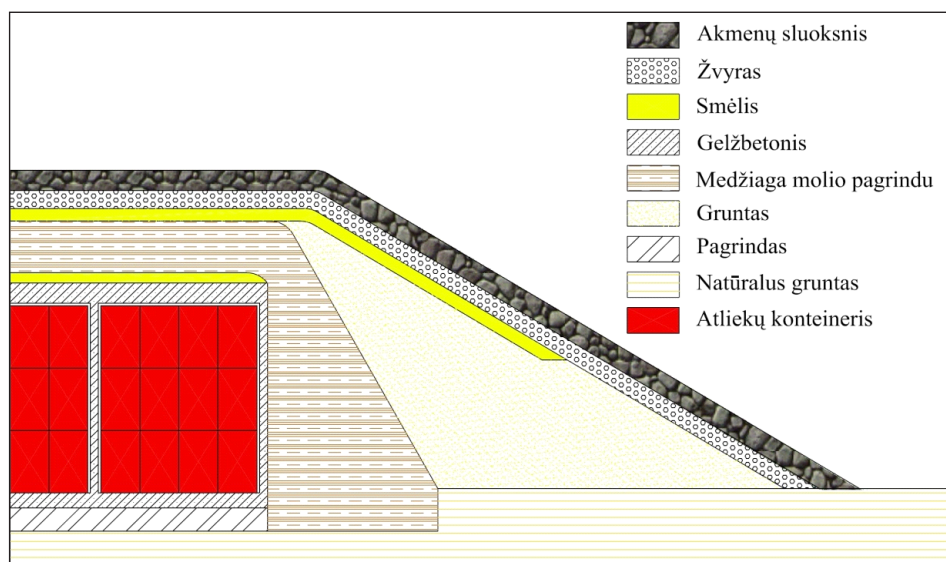 Akmenų sluoksnis
Žvyras
Smėlis
Gelžbetonis
Medžiaga molio pagrindu
Gruntas
Pagrindas
Natūralus gruntas
Atliekų konteineris